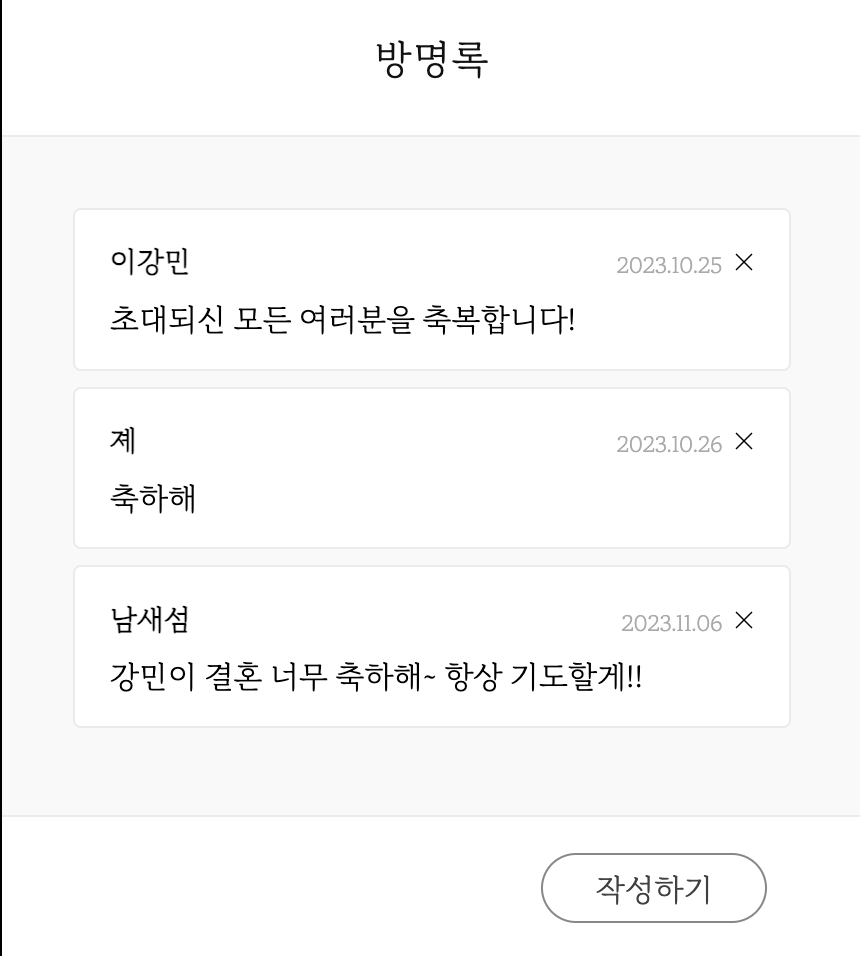 방명록
이강민 2023.10.25
초대되신 모든 여러분을 축복합니다!
졔 2023.10.26
축하해
남새섬 2023.11.06
강민이 결혼 너무 축하해~ 항상 기도할게!!
작성하기